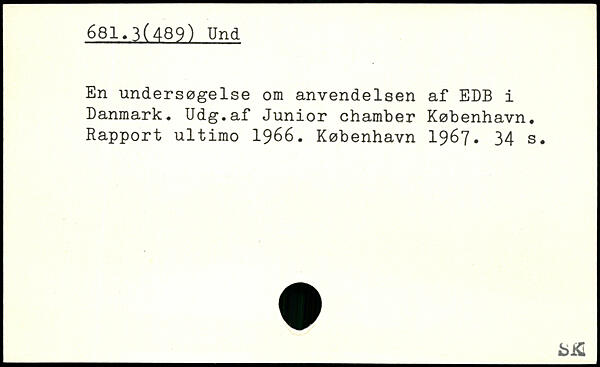 681.3(489) Und
En undersøgelse om anvendelsen af EDB i
Danmark. Udg.af Junior chamber København.
Rapport ultimo 1966. København 1967. 34 s.
SK